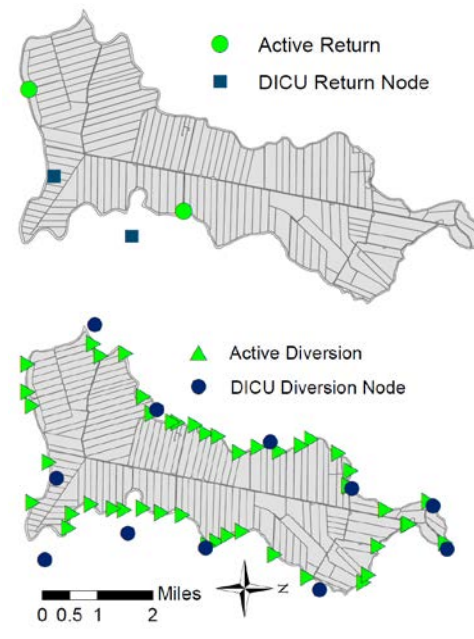 Active Return
DICU Return Node
Active Diversion
DICU Diversion Node
Miles
0 0.5 1 2
N